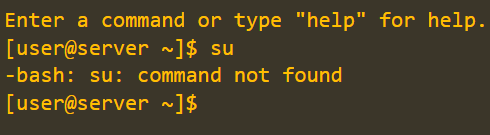 Enter a command or type "help" for help.
[user@server ~]$ su
-bash: su: command not found
[user@server ~]$